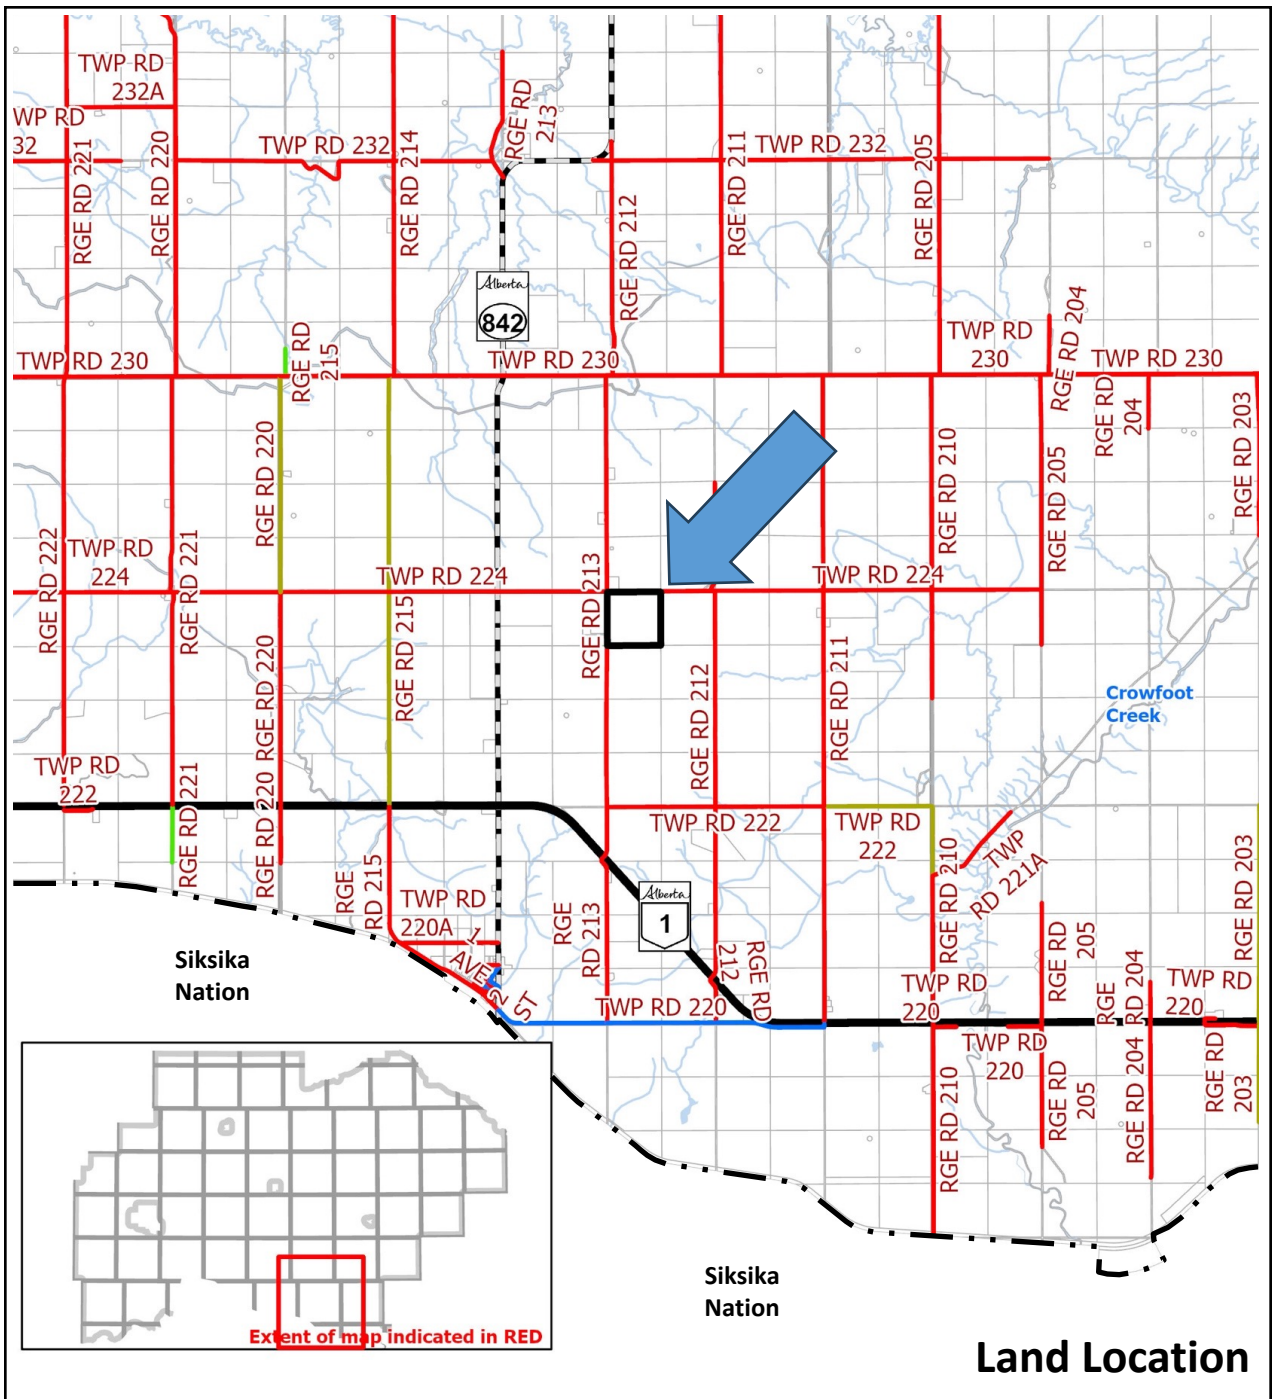 TWP RD
232A
WP RD
32
RGE RD 221
RGE RD 220
TWP RD 232
RGE RD 214
RGE RD
213
RGE RD 212
RGE RD 211
TWP RD 232
RGE RD 205
Alberta
842
TWP RD 230
RGE RD
215
TWP RD 230
TWP RD
230
RGE RD 204
TWP RD 230
RGE RD
204
RGE RD 203
RGE RD 222
TWP RD
224
RGE RD 221
RGE RD 220
TWP RD 224
RGE RD 215
RGE RD 213
TWP RD 224
RGE RD 210
RGE RD 205
RGE RD 220
RGE RD 212
RGE RD 211
Crowfoot
Creek
TWP RD
222
RGE RD 221
RGE RD 220
RGE
RD 215
TWP RD 222
TWP RD
222
RGE RD 210
TWP
RD 221A
RGE RD 203
TWP RD
220A
1
AVE
2
ST
RGE
RD 213
Alberta
1
RGE RD
212
TWP RD 220
TWP RD
220
RGE RD
205
RGE
RD 204
TWP RD
220
Siksika
Nation
TWP RD
220
RGE RD 210
RGE RD
205
RGE RD 204
RGE RD
203
Extent of map indicated in RED
Siksika
Nation
Land Location